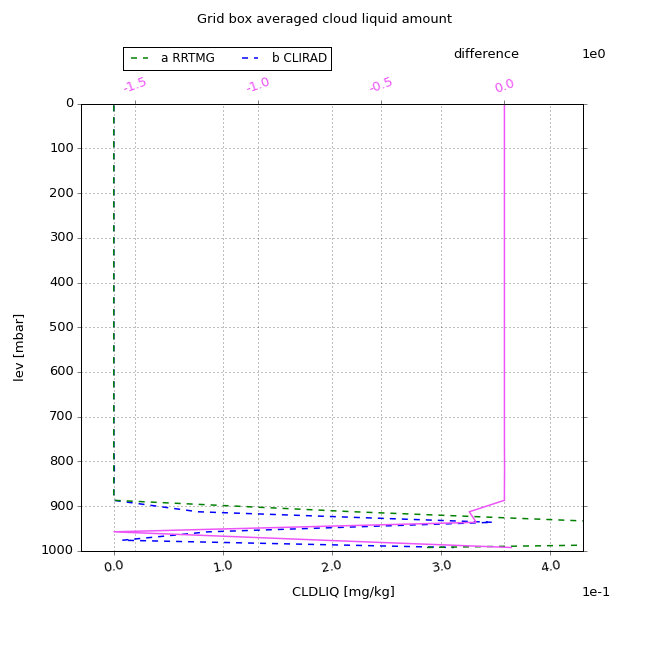 Grid box averaged cloud liquid amount
a RRTMG b CLIRAD
difference 1e0
-1.5 -1.0 -0.5 0.0
0
100
200
300
400
500
600
700
800
900
1000
lev [mbar]
0.0 1.0 2.0 3.0 4.0
CLDLIQ [mg/kg] 1e-1